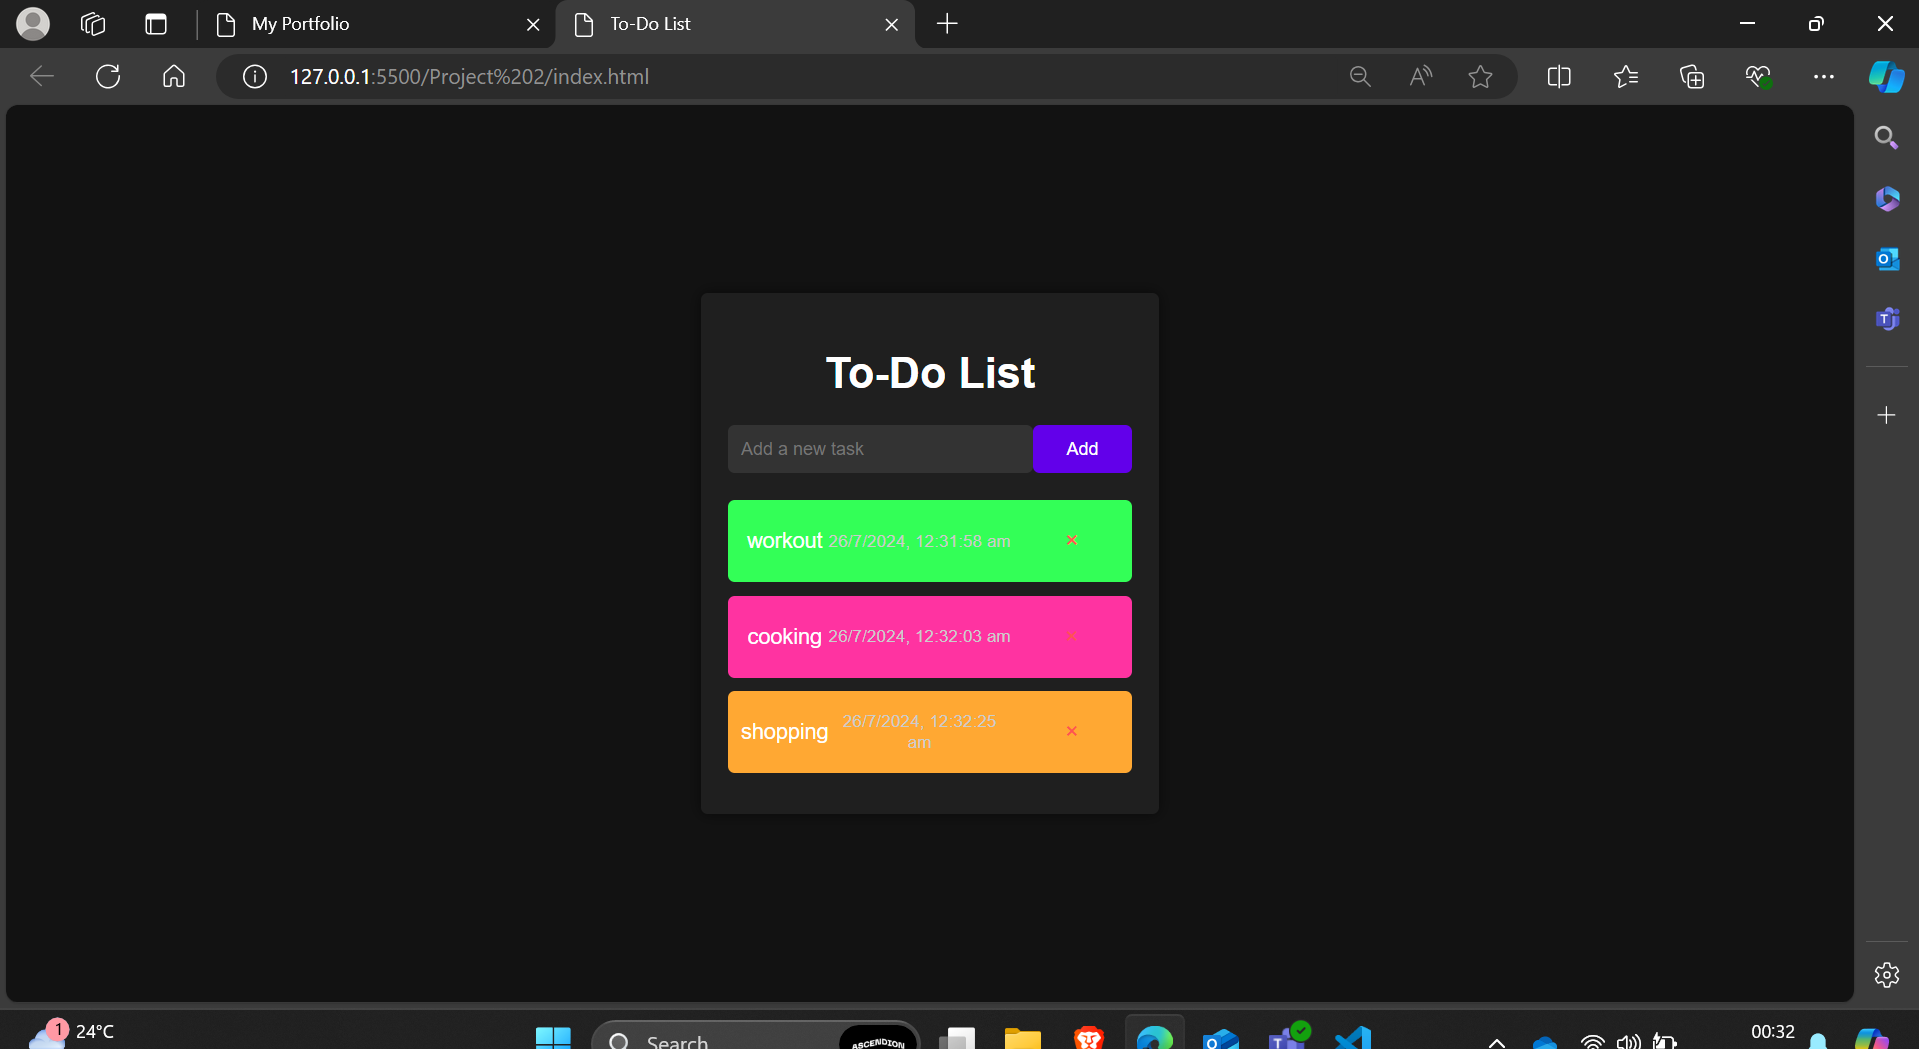 My Portfolio
To-Do List
127.0.0.1:5500/Project%202/index.html
To-Do List
Add a new task
Add
workout 26/7/2024, 12:31:58 am ×
cooking 26/7/2024, 12:32:03 am ×
shopping 26/7/2024, 12:32:25
am ×
1 24°C
Search
ASCENDION
00:32